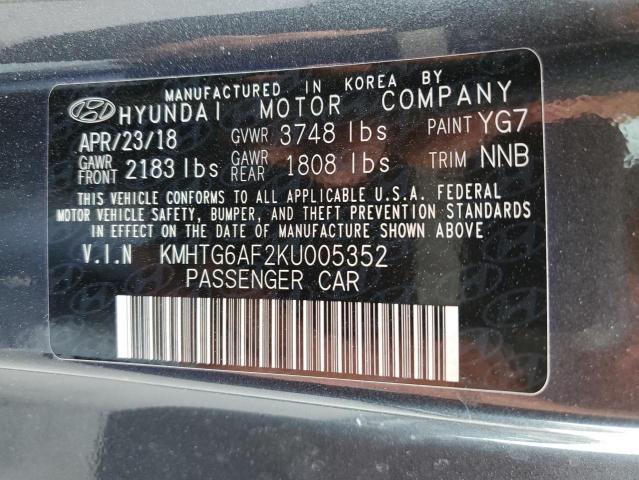 MANUFACTURED IN KOREA BY
HYUNDAI MOTOR COMPANY
APR/23/18 GVWR 3748 lbs PAINT YG7
GAWR FRONT 2183 lbs GAWR REAR 1808 lbs TRIM NNB
THIS VEHICLE CONFORMS TO ALL APPLICABLE U.S.A. FEDERAL
MOTOR VEHICLE SAFETY, BUMPER, AND THEFT PREVENTION STANDARDS
IN EFFECT ON THE DATE OF MANUFACTURE SHOWN ABOVE
V.I.N KMHTG6AF2KU005352
PASSENGER CAR